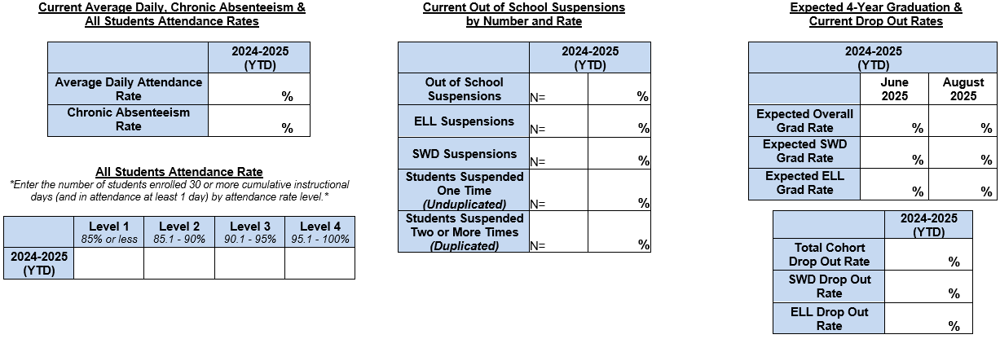 Current Average Daily, Chronic Absenteeism &
All Students Attendance Rates
2024-2025
(YTD)
Average Daily Attendance
Rate
%
Chronic Absenteeism
Rate
%
All Students Attendance Rate
*Enter the number of students enrolled 30 or more cumulative instructional
days (and in attendance at least 1 day) by attendance rate level.*
Level 1
85% or less
Level 2
85.1 - 90%
Level 3
90.1 - 95%
Level 4
95.1 - 100%
2024-2025
(YTD)
Current Out of School Suspensions
by Number and Rate
2024-2025
(YTD)
Out of School
Suspensions
N=
%
ELL Suspensions
N=
%
SWD Suspensions
N=
%
Students Suspended
One Time
(Unduplicated)
N=
%
Students Suspended
Two or More Times
(Duplicated)
N=
%
Expected 4-Year Graduation &
Current Drop Out Rates
2024-2025
(YTD)
June
2025
August
2025
Expected Overall
Grad Rate
%
%
Expected SWD
Grad Rate
%
%
Expected ELL
Grad Rate
%
%
2024-2025
(YTD)
Total Cohort
Drop Out Rate
%
SWD Drop Out
Rate
%
ELL Drop Out
Rate
%